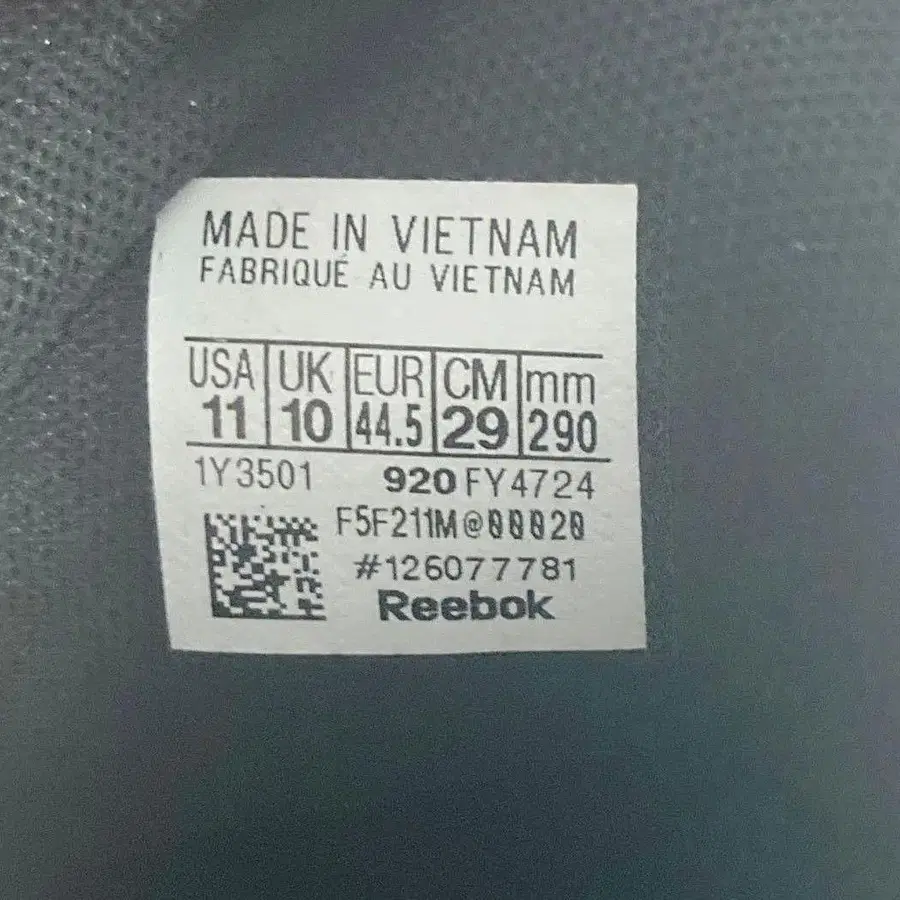 MADE IN VIETNAM
FABRIQUÉ AU VIETNAM
USA UK EUR CM mm
11 10 44.5 29 290
1Y3501 920 FY4724
F5F211M@00020
#126077781
Reebok